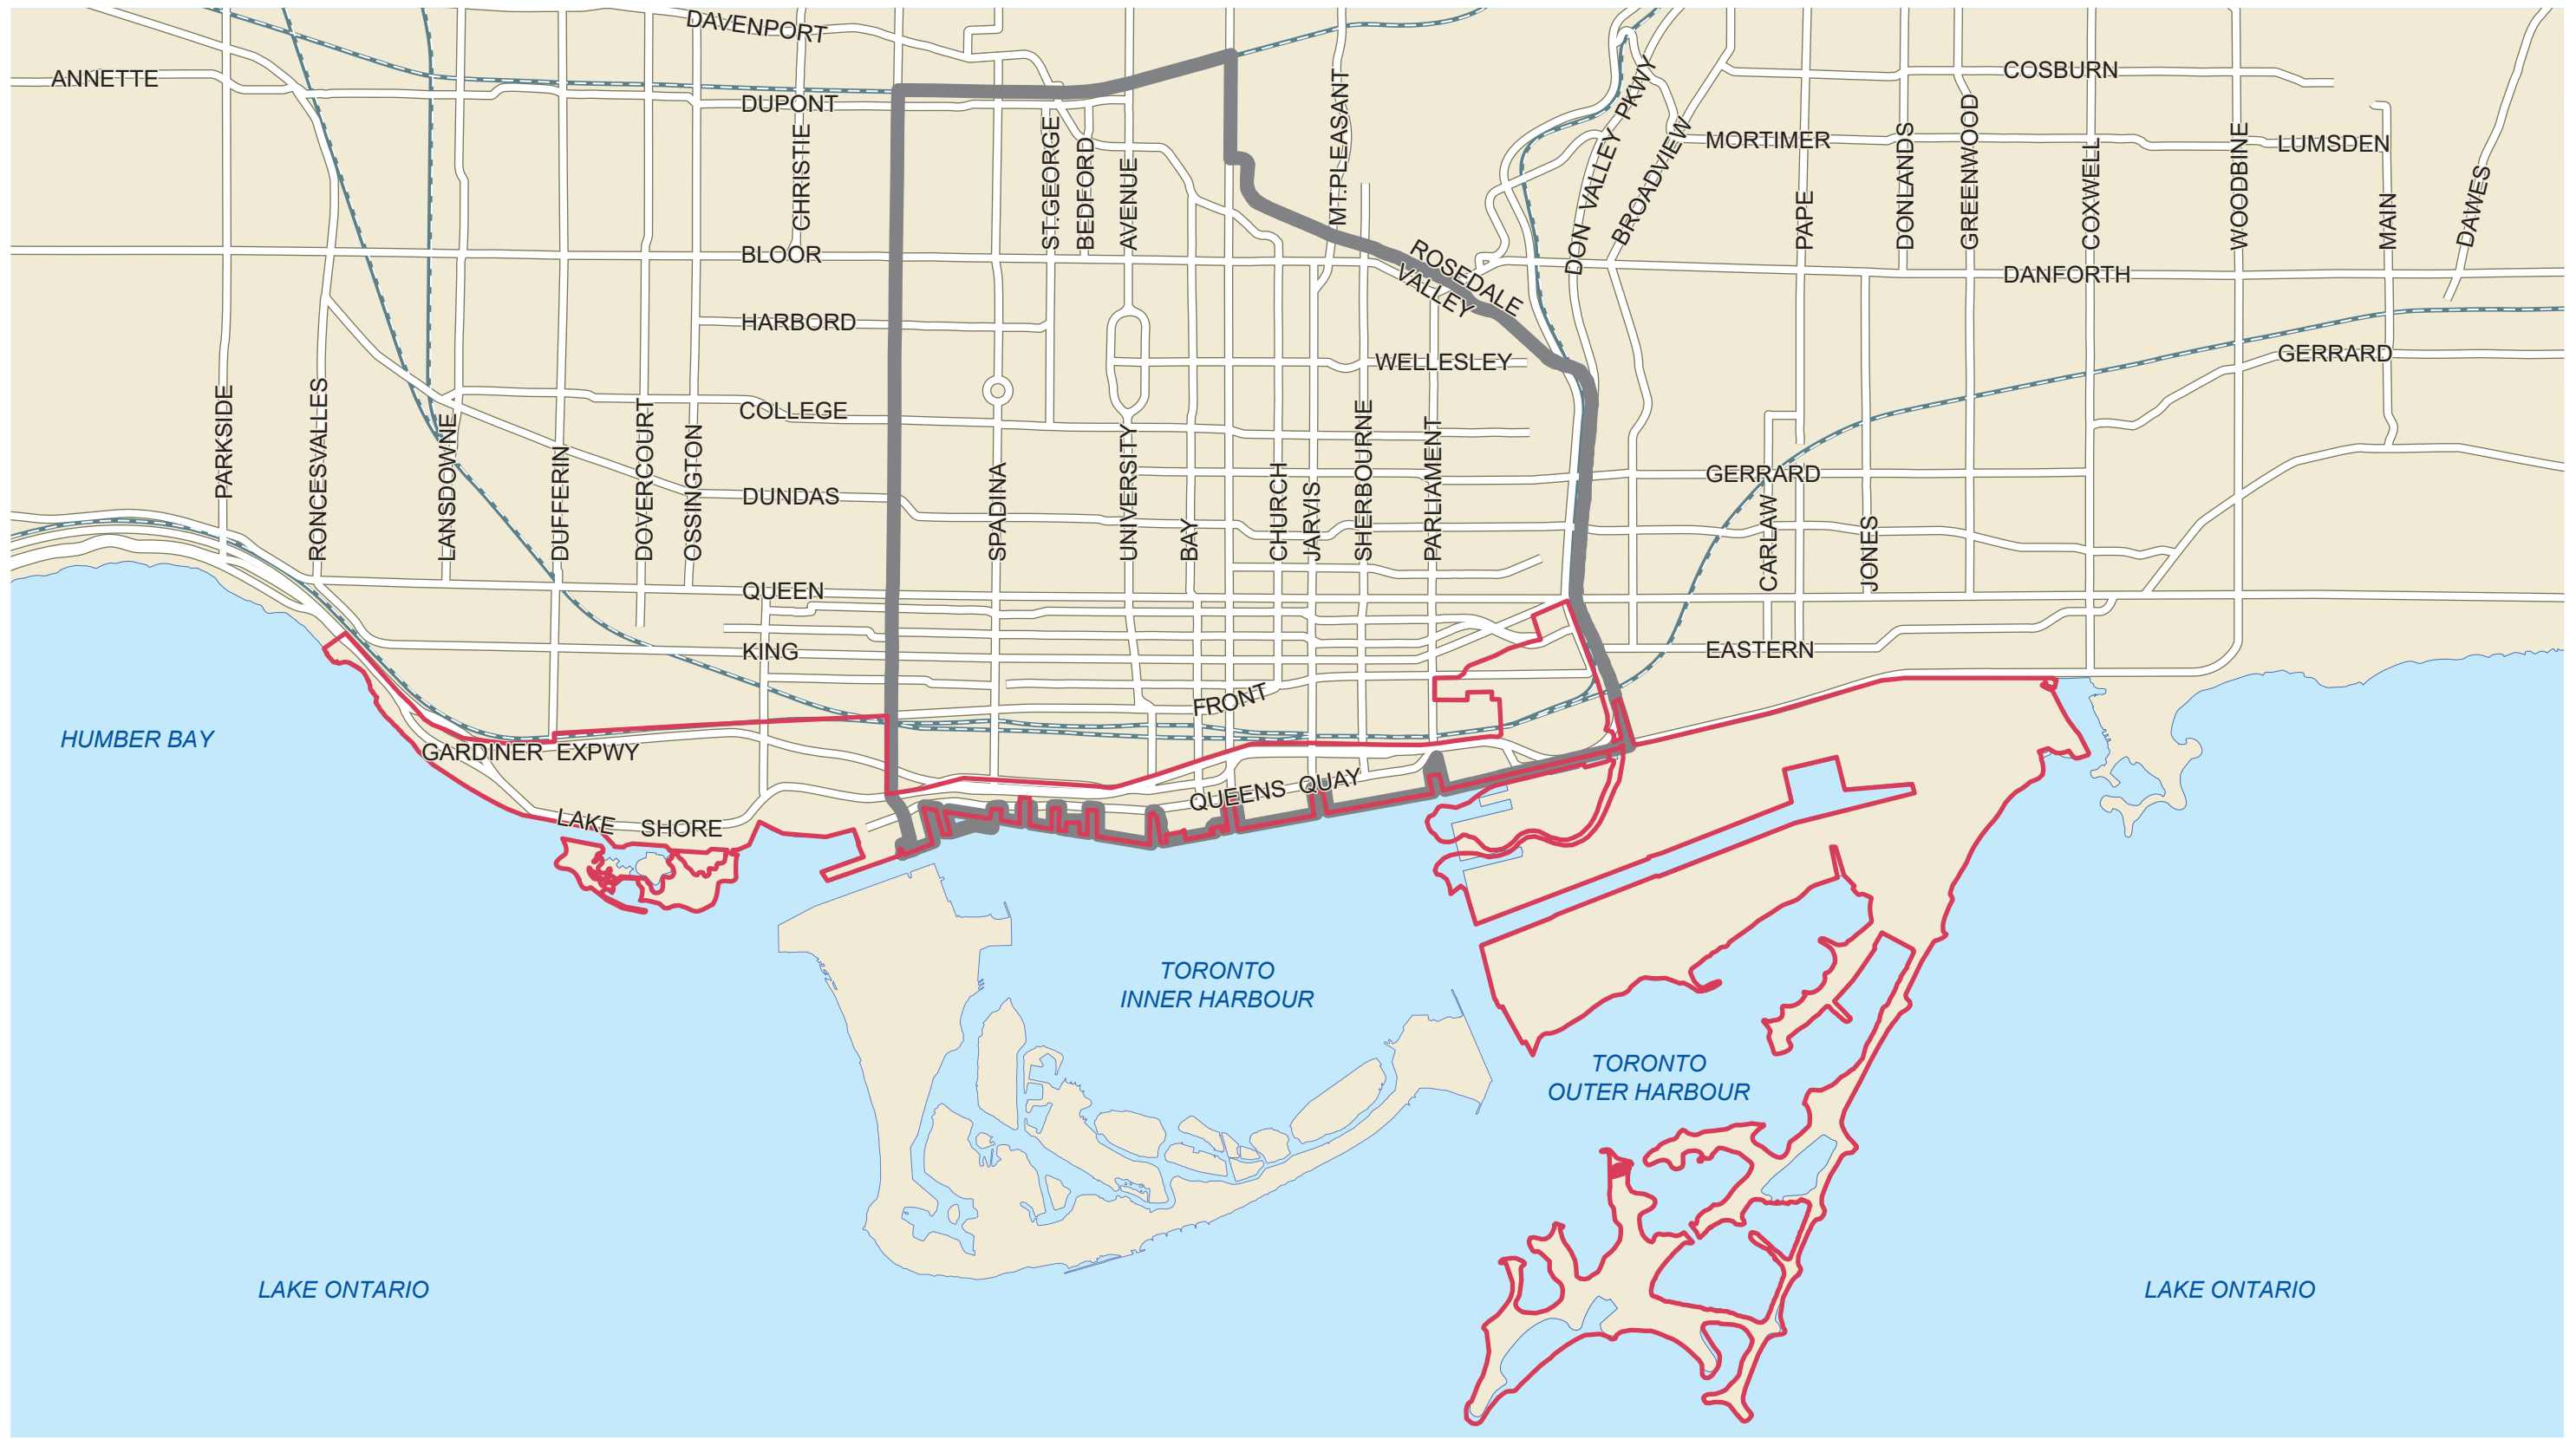 DAVENPORT
ANNETTE
DUPONT
COSBURN
MORTIMER
LUMSDEN
CHRISTIE
ST.GEORGE
BEDFORD
AVENUE
MT.PLEASANT
DON VALLEY PKWY
BROADVIEW
PAPE
DONLANDS
GREENWOOD
COXWELL
WOODBINE
MAIN
DAWES
BLOOR
ROSEDALE
VALLEY
DANFORTH
HARBORD
WELLESLEY
GERRARD
COLLEGE
PARKSIDE
RONCESVALLES
LANSDOWNE
DUFFERIN
DOVERCOURT
OSSINGTON
DUNDAS
SPADINA
UNIVERSITY
BAY
CHURCH
JARVIS
SHERBOURNE
PARLIAMENT
GERRARD
CARLAW
JONES
QUEEN
KING
EASTERN
FRONT
HUMBER BAY
GARDINER EXPWY
QUEENS QUAY
LAKE SHORE
TORONTO
INNER HARBOUR
TORONTO
OUTER HARBOUR
LAKE ONTARIO
LAKE ONTARIO